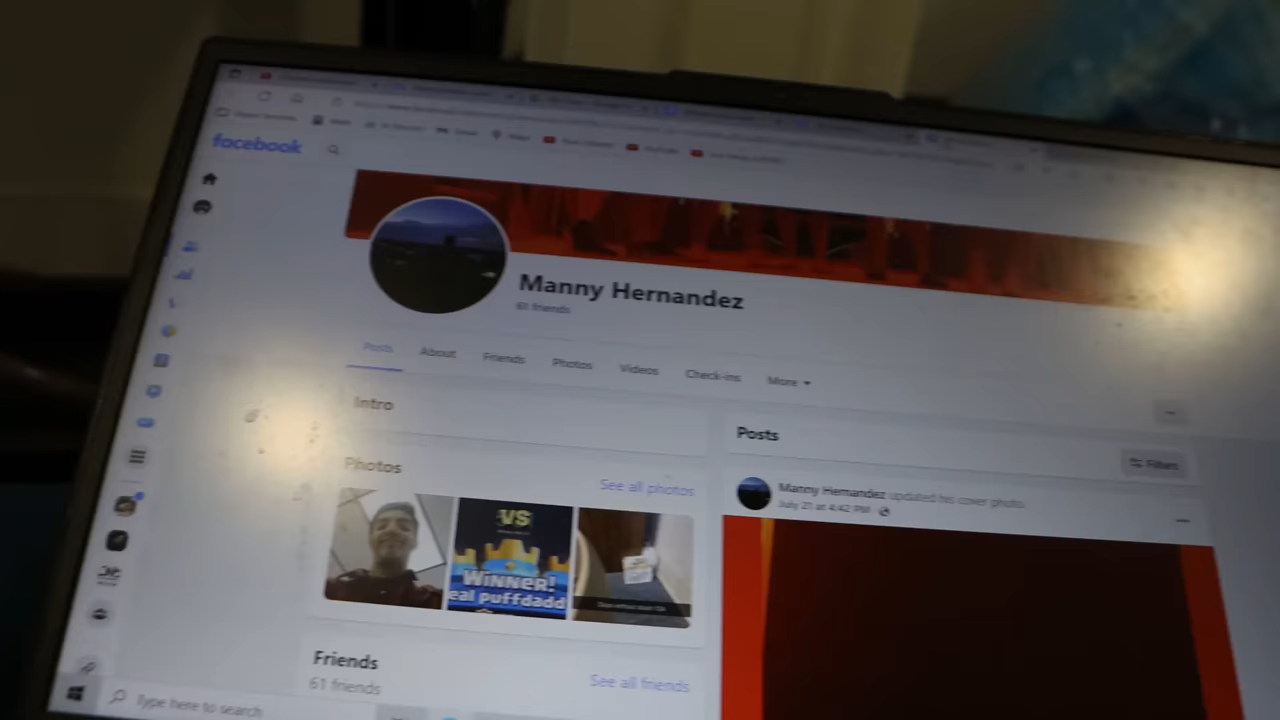 facebook
Manny Hernandez
61 friends
Posts
About
Friends
Photos
Videos
Check-ins
More
Intro
Posts
Filters
Photos
See all photos
Manny Hernandez updated his cover photo.
July 21 at 4:42 PM
VS
WINNER!
eal puffdadd
Friends
See all friends
61 friends
Type here to search